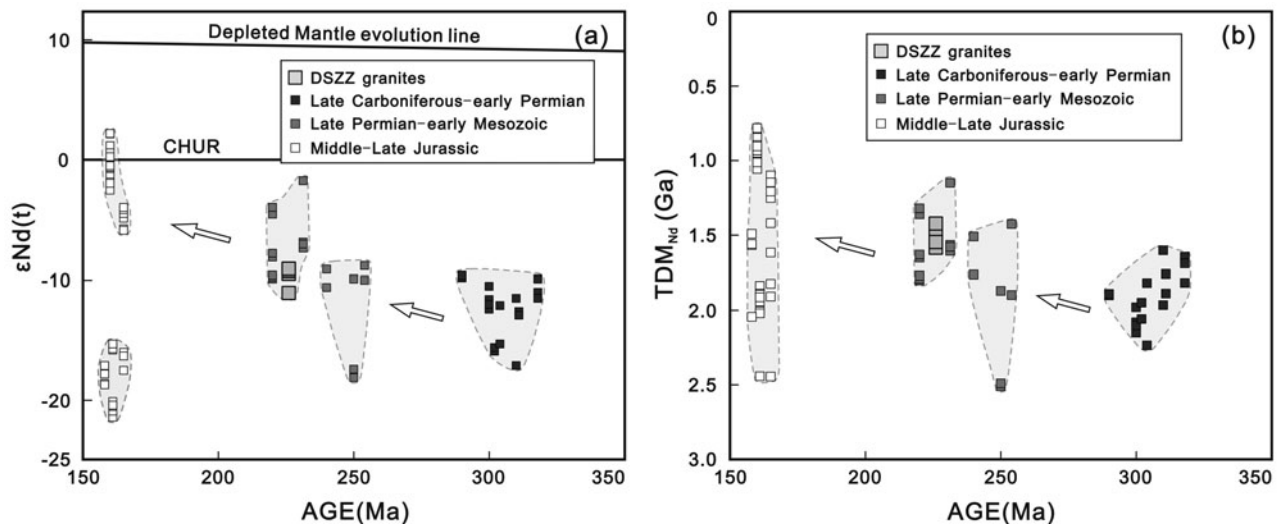 (a)
Depleted Mantle evolution line
DSZZ granites
Late Carboniferous-early Permian
Late Permian-early Mesozoic
Middle-Late Jurassic
CHUR
10
0
-10
-20
-25
εNd(t)
150
200
250
300
350
AGE(Ma)
(b)
DSZZ granites
Late Carboniferous-early Permian
Late Permian-early Mesozoic
Middle-Late Jurassic
0
0.5
1.0
1.5
2.0
2.5
3.0
TDMNd(Ga)
150
200
250
300
350
AGE(Ma)